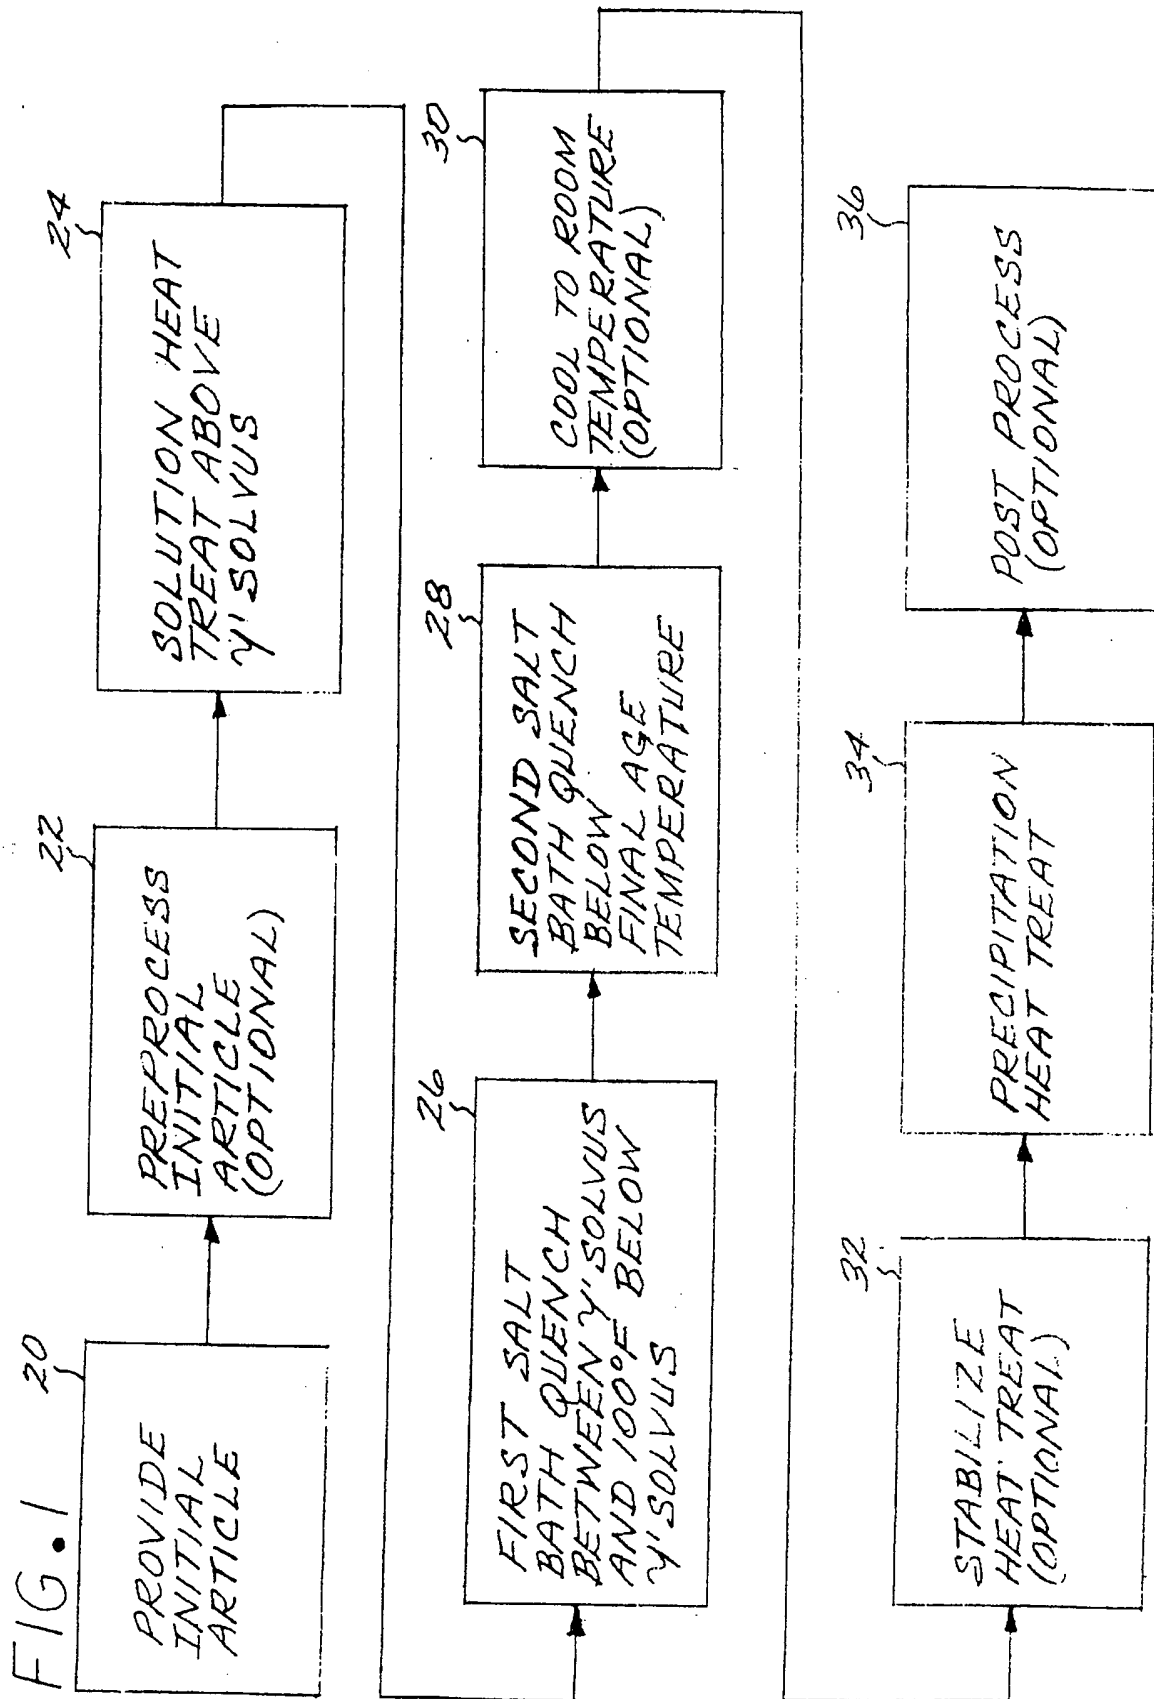 FIG. 1
20
PROVIDE
INITIAL
ARTICLE
22
PREPROCESS
INITIAL
ARTICLE
(OPTIONAL)
24
SOLUTION HEAT
TREAT ABOVE
γ' SOLVUS
26
FIRST SALT
BATH QUENCH
BETWEEN γ' SOLVUS
AND 100°F BELOW
γ' SOLVUS
28
SECOND SALT
BATH QUENCH
BELOW
FINAL AGE
TEMPERATURE
30
COOL TO ROOM
TEMPERATURE
(OPTIONAL)
32
STABILIZE
HEAT TREAT
(OPTIONAL)
34
PRECIPITATION
HEAT TREAT
36
POST PROCESS
(OPTIONAL)